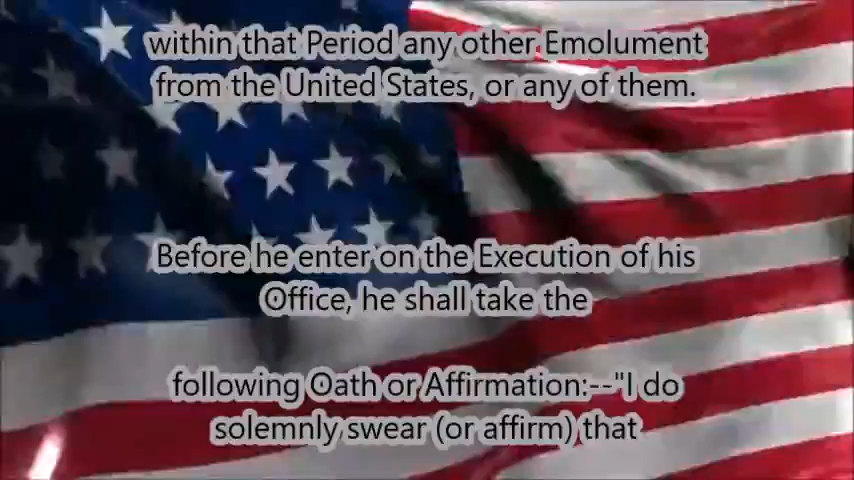 within that Period any other Emolument
from the United States, or any of them.
Before he enter on the Execution of his
Office, he shall take the
following Oath or Affirmation:--"I do
solemnly swear (or affirm) that